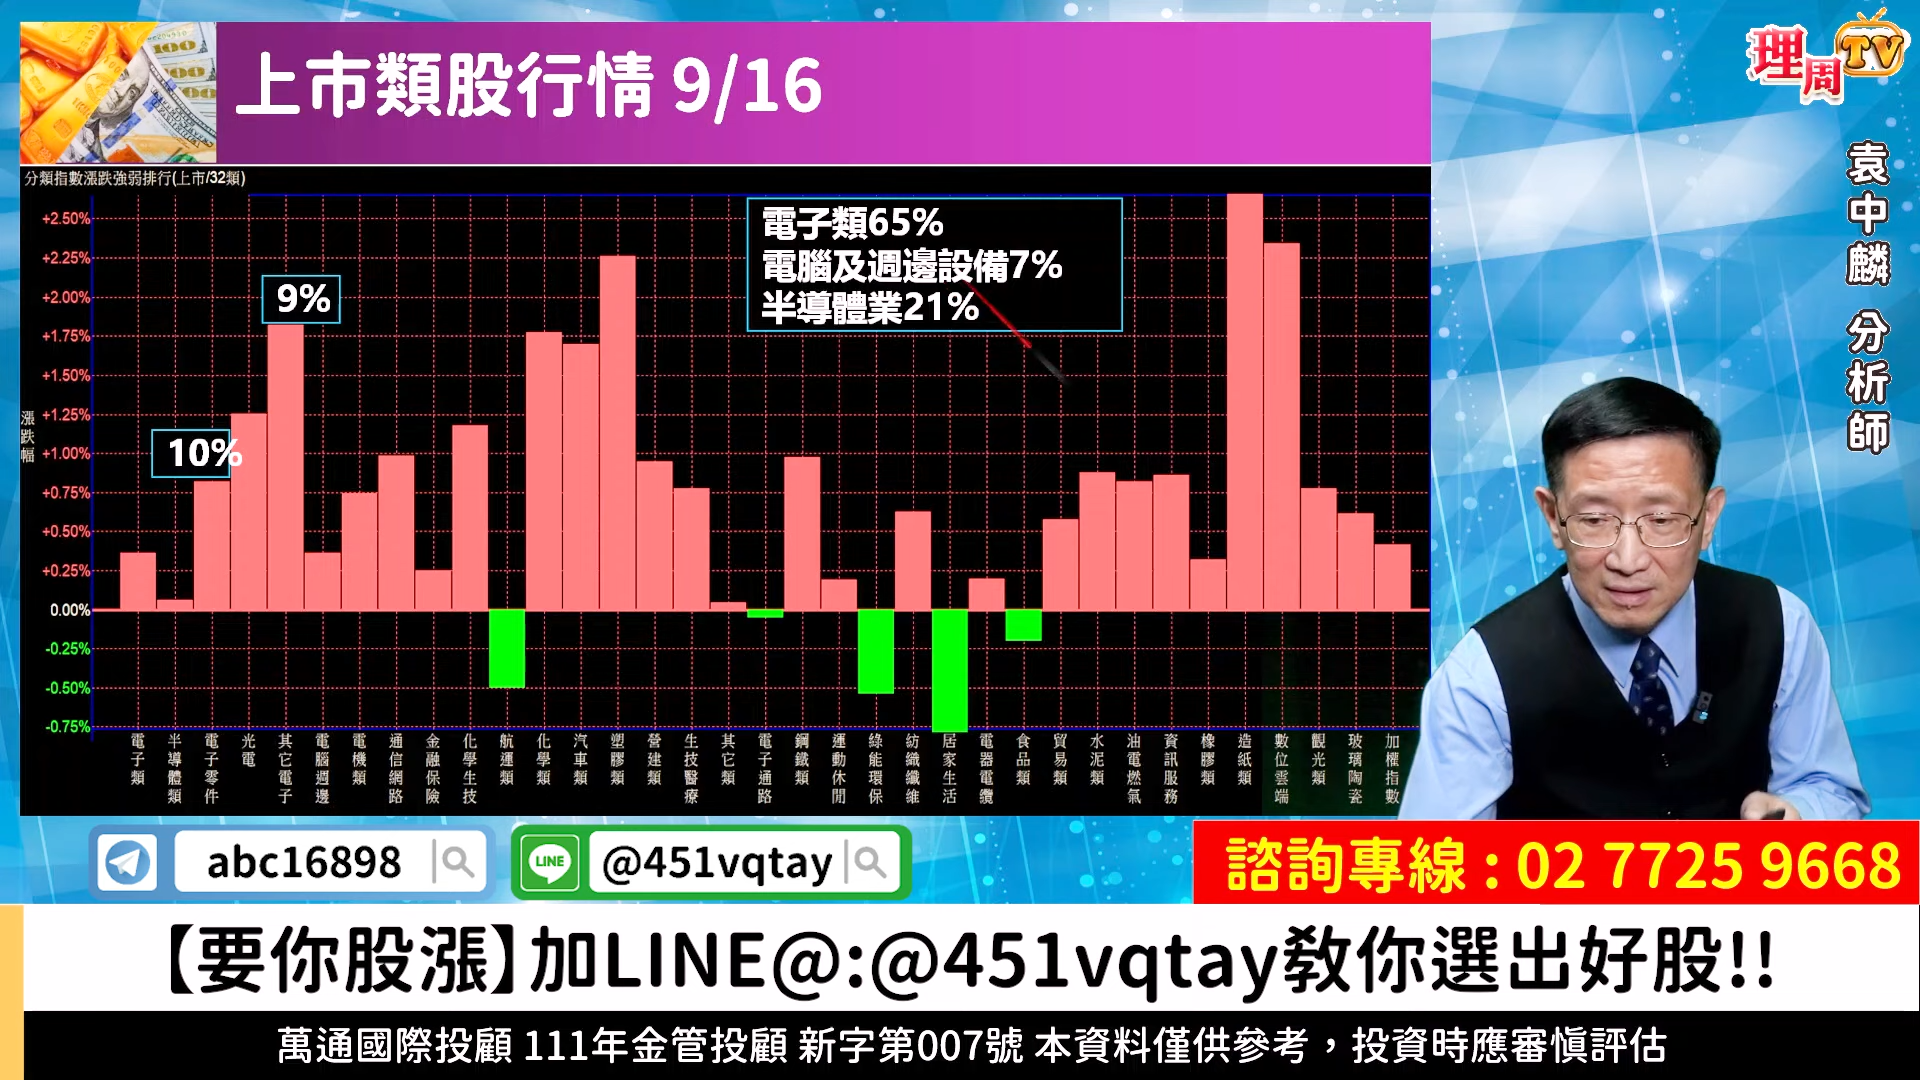 上市類股行情 9/16
理周TV
袁中麟 分析師
分類指數漲跌強弱排行(上市/32類)
電子類65%
電腦及週邊設備7%
半導體業21%
9%
10%
漲跌幅
+2.50%
+2.25%
+2.00%
+1.75%
+1.50%
+1.25%
+1.00%
+0.75%
+0.50%
+0.25%
0.00%
-0.25%
-0.50%
-0.75%
電子類
半導體類
電子零件
光電
其它電子
電腦週邊
電機類
通信網路
金融保險
化學生技
航運類
化學類
汽車類
塑膠類
營建類
生技醫療
其它類
電子通路
鋼鐵類
運動休閒
綠能環保
紡織纖維
居家生活
電器電纜
食品類
貿易類
水泥類
油電燃氣
資訊服務
橡膠類
造紙類
數位雲端
觀光類
玻璃陶瓷
加權指數
abc16898
LINE
@451vqtay
諮詢專線：02 7725 9668
【要你股漲】加LINE@:@451vqtay教你選出好股!!
萬通國際投顧 111年金管投顧 新字第007號 本資料僅供參考，投資時應審慎評估